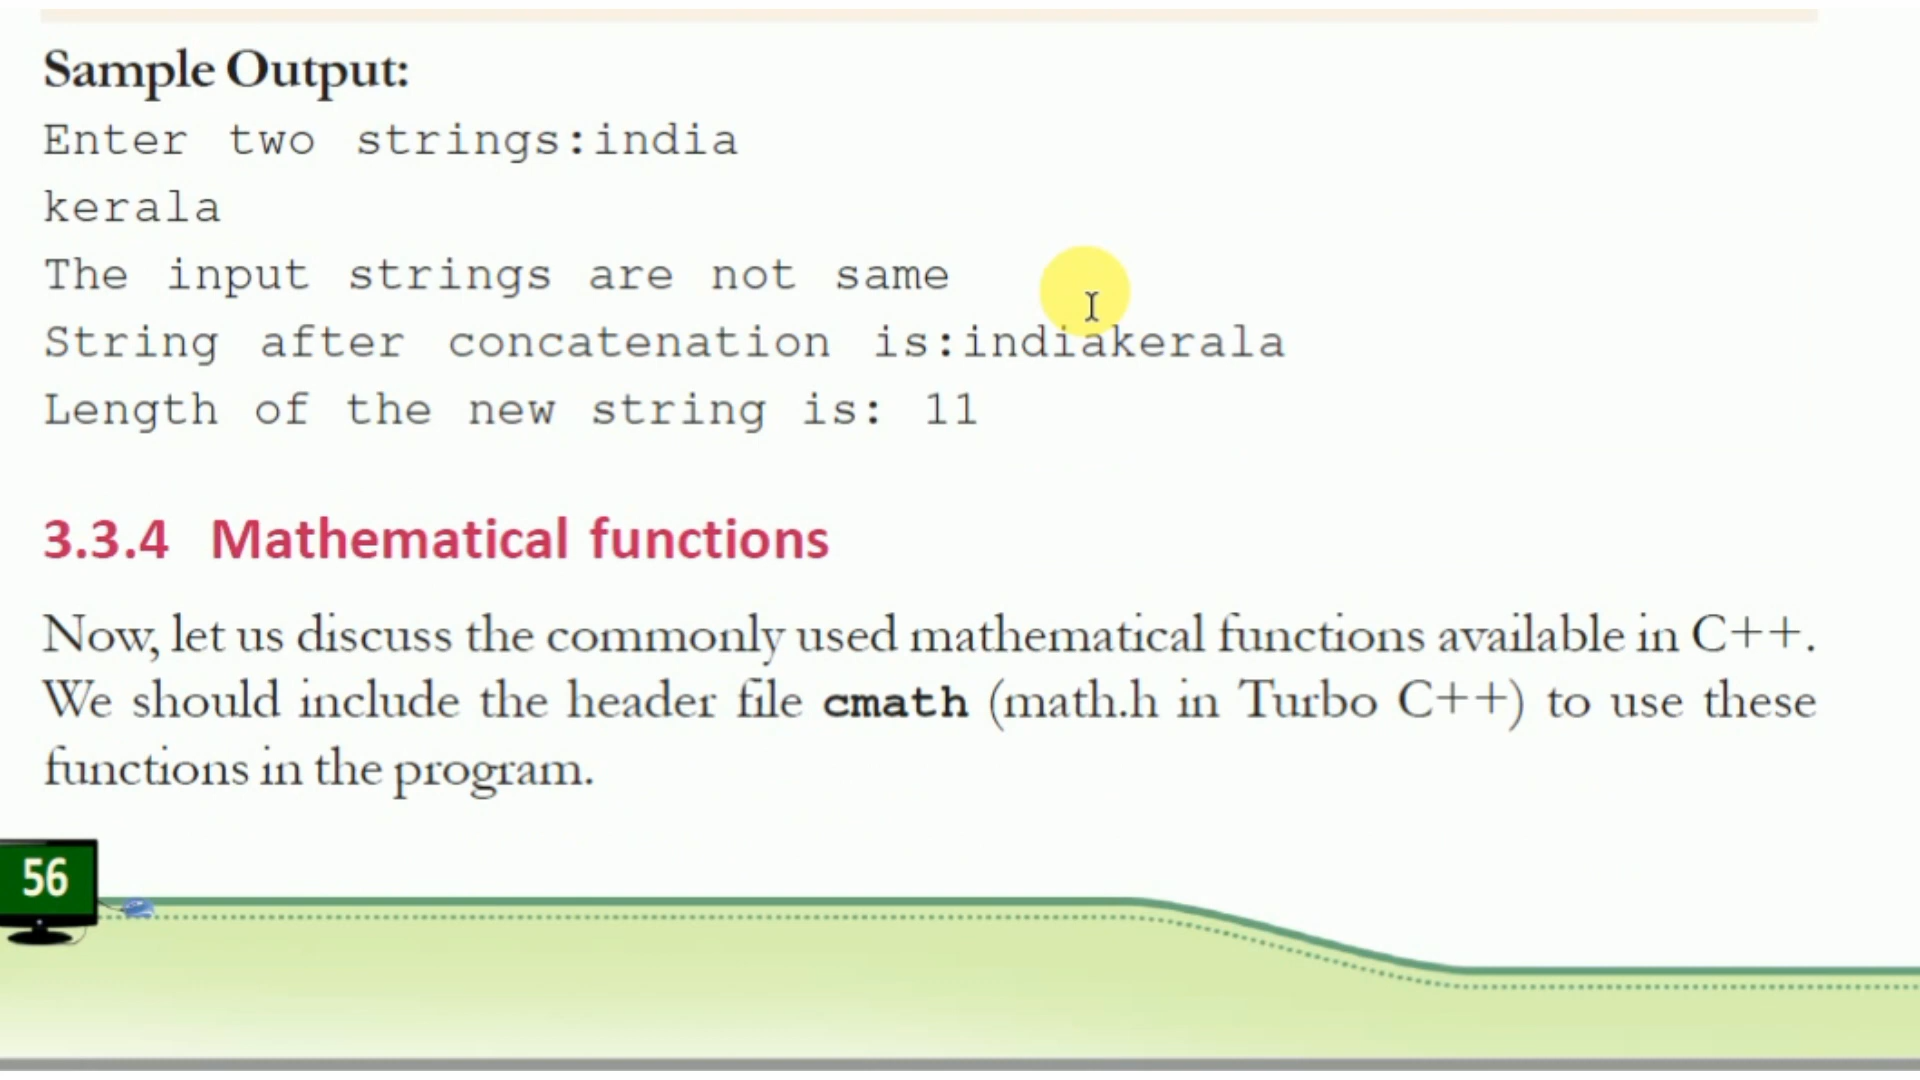 Sample Output:
Enter two strings:india
kerala
The input strings are not same
String after concatenation is:indiakerala
Length of the new string is: 11
3.3.4 Mathematical functions
Now, let us discuss the commonly used mathematical functions available in C++.
We should include the header file cmath (math.h in Turbo C++) to use these
functions in the program.
56